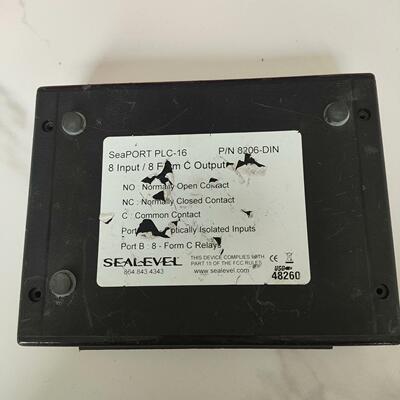 SeaPORT PLC-16 P/N 8206-DIN
8 Input / 8 Form C Output
NO : Normally Open Contact
NC : Normally Closed Contact
C : Common Contact
Port Optically Isolated Inputs
Port B : 8 - Form C Relays
SEALEVEL
864.843.4343
THIS DEVICE COMPLIES WITH
PART 15 OF THE FCC RULES
www.sealevel.com
CE
48260